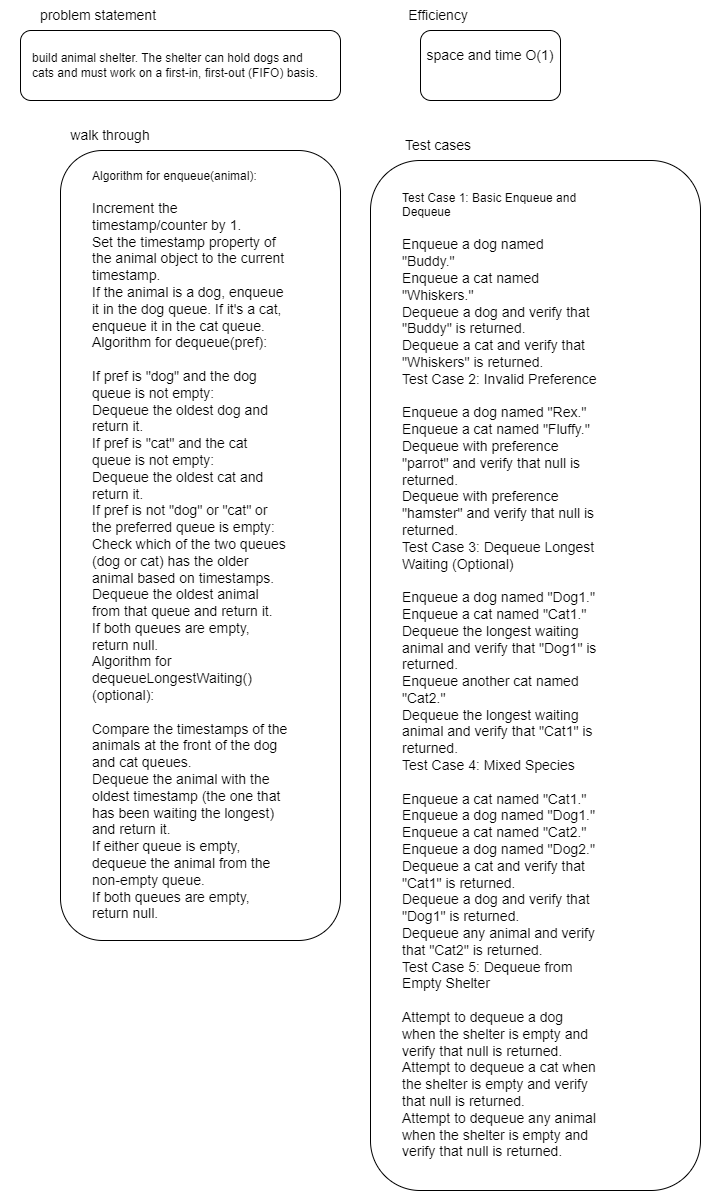 problem statement
build animal shelter. The shelter can hold dogs and
cats and must work on a first-in, first-out (FIFO) basis.
Efficiency
space and time O(1)
walk through
Algorithm for enqueue(animal):
Increment the
timestamp/counter by 1.
Set the timestamp property of
the animal object to the current
timestamp.
If the animal is a dog, enqueue
it in the dog queue. If it's a cat,
enqueue it in the cat queue.
Algorithm for dequeue(pref):
If pref is "dog" and the dog
queue is not empty:
Dequeue the oldest dog and
return it.
If pref is "cat" and the cat
queue is not empty:
Dequeue the oldest cat and
return it.
If pref is not "dog" or "cat" or
the preferred queue is empty:
Check which of the two queues
(dog or cat) has the older
animal based on timestamps.
Dequeue the oldest animal
from that queue and return it.
If both queues are empty,
return null.
Algorithm for
dequeueLongestWaiting()
(optional):
Compare the timestamps of the
animals at the front of the dog
and cat queues.
Dequeue the animal with the
oldest timestamp (the one that
has been waiting the longest)
and return it.
If either queue is empty,
dequeue the animal from the
non-empty queue.
If both queues are empty,
return null.
Test cases
Test Case 1: Basic Enqueue and
Dequeue
Enqueue a dog named
"Buddy."
Enqueue a cat named
"Whiskers."
Dequeue a dog and verify that
"Buddy" is returned.
Dequeue a cat and verify that
"Whiskers" is returned.
Test Case 2: Invalid Preference
Enqueue a dog named "Rex."
Enqueue a cat named "Fluffy."
Dequeue with preference
"parrot" and verify that null is
returned.
Dequeue with preference
"hamster" and verify that null is
returned.
Test Case 3: Dequeue Longest
Waiting (Optional)
Enqueue a dog named "Dog1."
Enqueue a cat named "Cat1."
Dequeue the longest waiting
animal and verify that "Dog1" is
returned.
Enqueue another cat named
"Cat2."
Dequeue the longest waiting
animal and verify that "Cat1" is
returned.
Test Case 4: Mixed Species
Enqueue a cat named "Cat1."
Enqueue a dog named "Dog1."
Enqueue a cat named "Cat2."
Enqueue a dog named "Dog2."
Dequeue a cat and verify that
"Cat1" is returned.
Dequeue a dog and verify that
"Dog1" is returned.
Dequeue any animal and verify
that "Cat2" is returned.
Test Case 5: Dequeue from
Empty Shelter
Attempt to dequeue a dog
when the shelter is empty and
verify that null is returned.
Attempt to dequeue a cat when
the shelter is empty and verify
that null is returned.
Attempt to dequeue any animal
when the shelter is empty and
verify that null is returned.